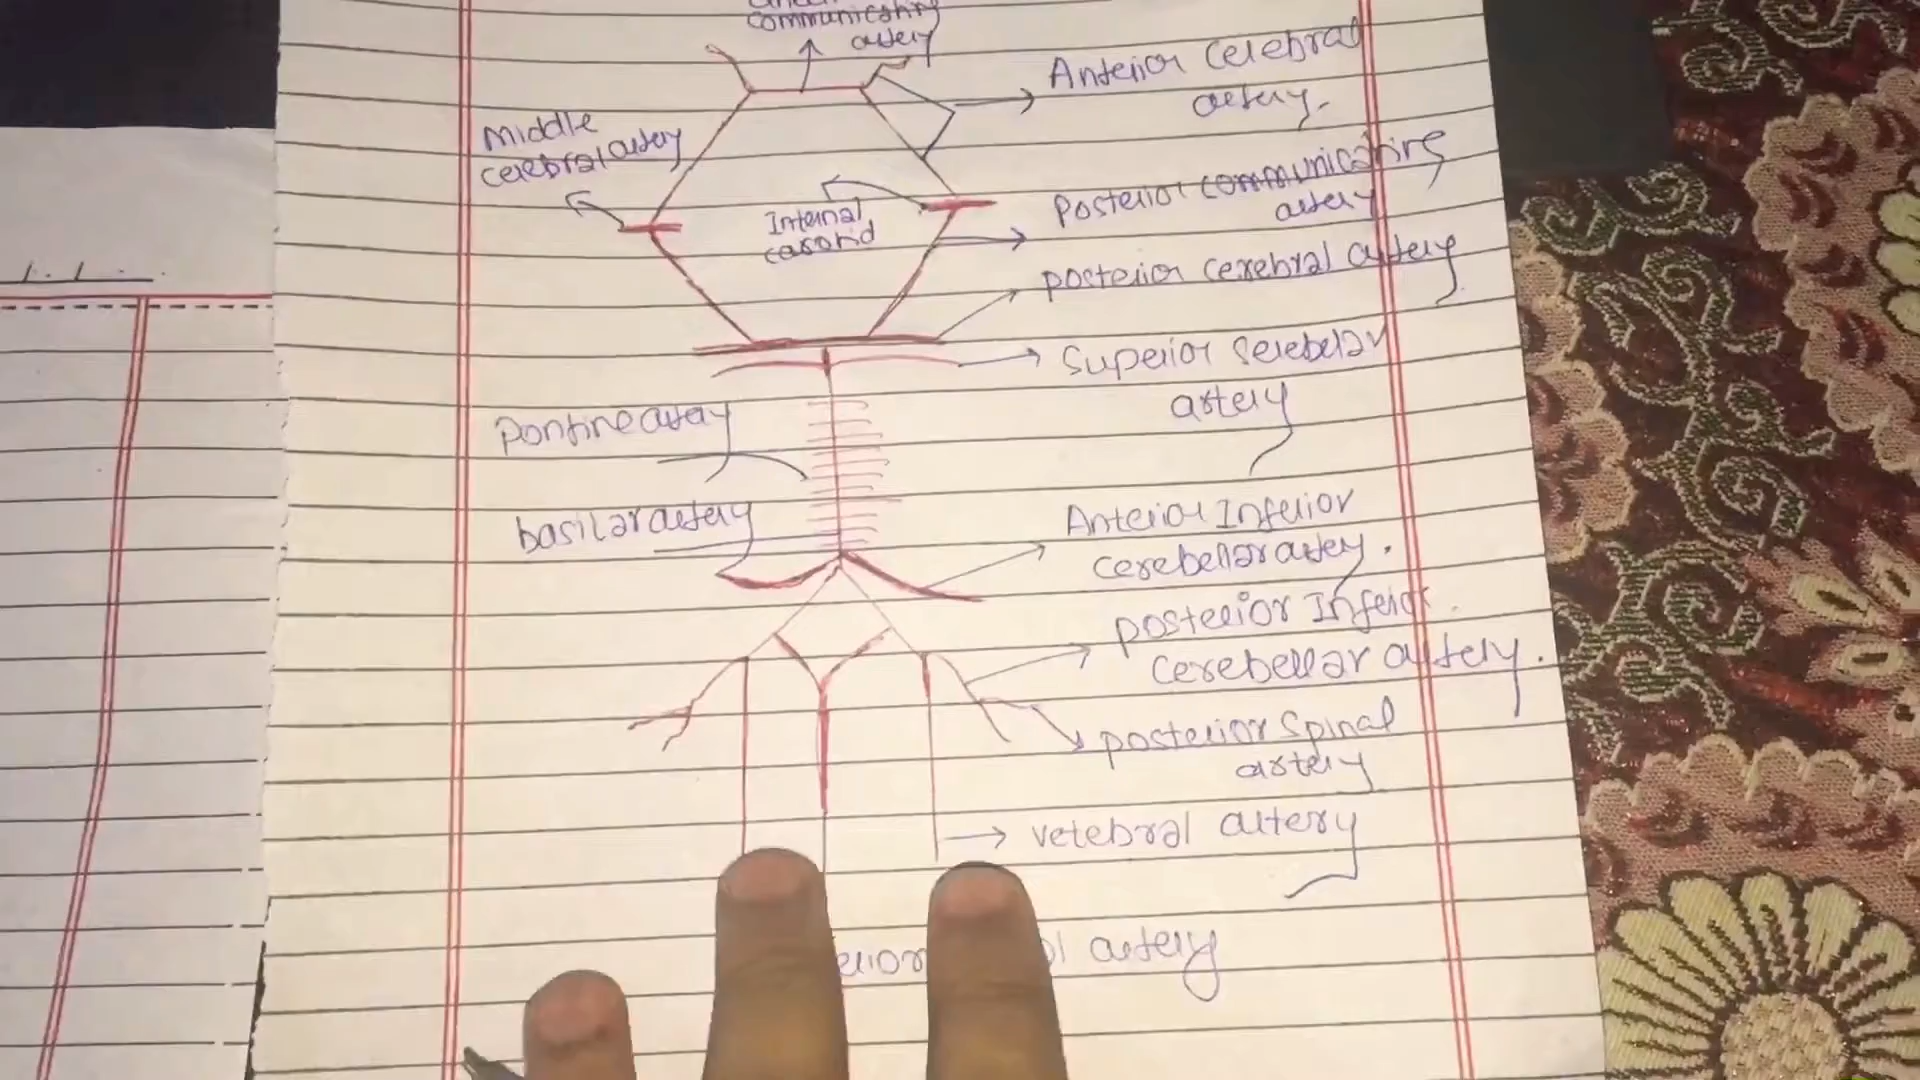 communicating
artery
Anterior cerebral
artery.
Middle
cerebral artery
Internal
carotid
Posterior communicating
artery
posterior cerebral artery
superior serebelar
artery
Pontine artery
basilar artery
Anterior Inferior
cerebellar artery.
posterior Inferior
cerebellar artery.
posterior spinal
artery
vetebral artery
artery